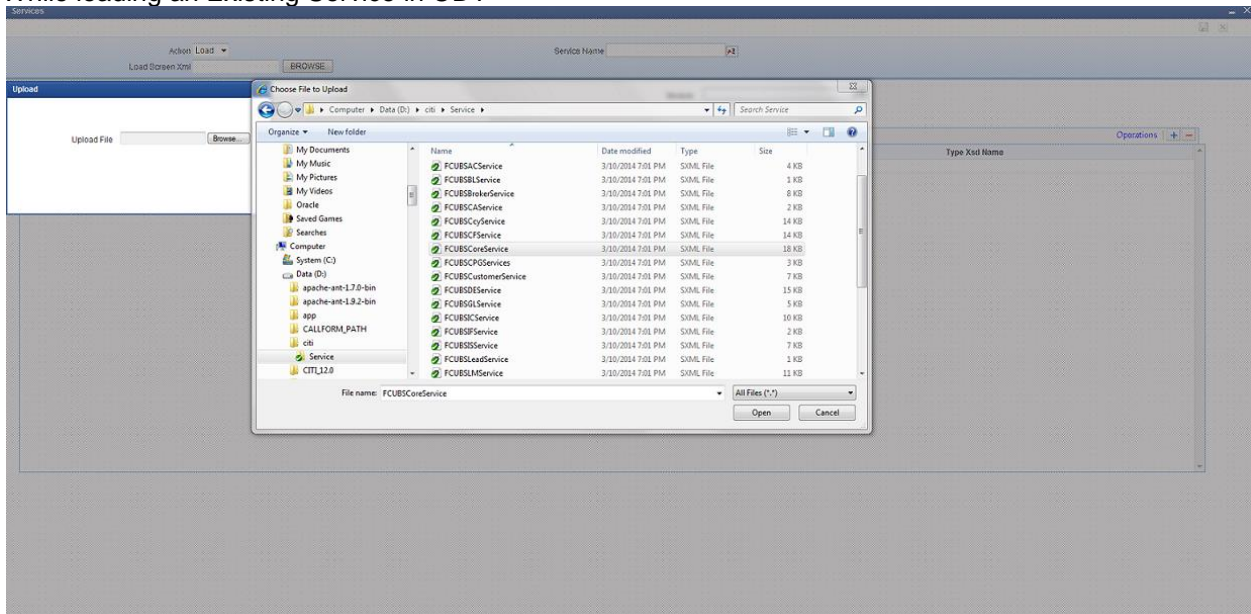 Services
Action Load
Service Name
Load Screen Xml BROWSE
Upload
Upload File Browse...
Choose File to Upload
Computer Data (D:) citi Service
Search Service
Organize New folder
My Documents
My Music
My Pictures
My Videos
Oracle
Saved Games
Searches
Computer
System (C:)
Data (D:)
apache-ant-1.7.0-bin
apache-ant-1.9.2-bin
app
CALLFORM_PATH
citi
Service
CITI_12.0
Name Date modified Type Size
FCUBSACService 3/10/2014 7:01 PM SXML File 4 KB
FCUBSBLService 3/10/2014 7:01 PM SXML File 1 KB
FCUBSBrokerService 3/10/2014 7:01 PM SXML File 8 KB
FCUBSCAService 3/10/2014 7:01 PM SXML File 2 KB
FCUBSCcyService 3/10/2014 7:01 PM SXML File 14 KB
FCUBSCFService 3/10/2014 7:01 PM SXML File 14 KB
FCUBSCoreService 3/10/2014 7:01 PM SXML File 18 KB
FCUBSCPGServices 3/10/2014 7:01 PM SXML File 3 KB
FCUBSCustomerService 3/10/2014 7:01 PM SXML File 7 KB
FCUBSDEService 3/10/2014 7:01 PM SXML File 15 KB
FCUBSGLService 3/10/2014 7:01 PM SXML File 5 KB
FCUBSICService 3/10/2014 7:01 PM SXML File 10 KB
FCUBSIFService 3/10/2014 7:01 PM SXML File 2 KB
FCUBSISService 3/10/2014 7:01 PM SXML File 7 KB
FCUBSLeadService 3/10/2014 7:01 PM SXML File 1 KB
FCUBSLMService 3/10/2014 7:01 PM SXML File 11 KB
File name: FCUBSCoreService
All Files (*.*)
Open Cancel
Operations + −
Type Xsd Name